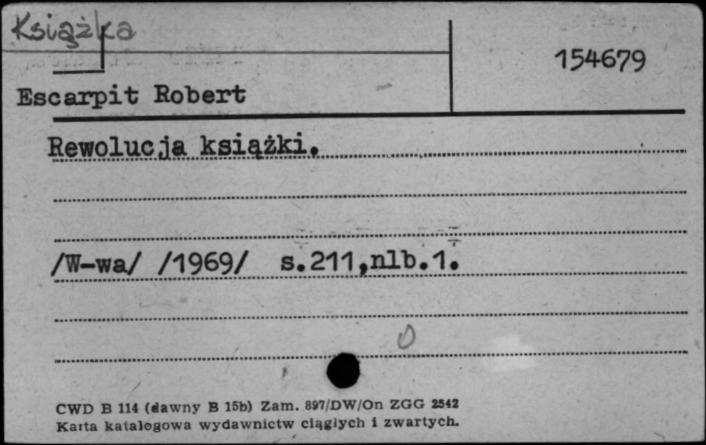 Książka
154679
Escarpit Robert
Rewolucja książki.
/W-wa/ /1969/ s.211,nlb.1.
0
CWD B 114 (dawny B 15b) Zam. 897/DW/On ZGG 2542
Karta katalogowa wydawnictw ciągłych i zwartych.